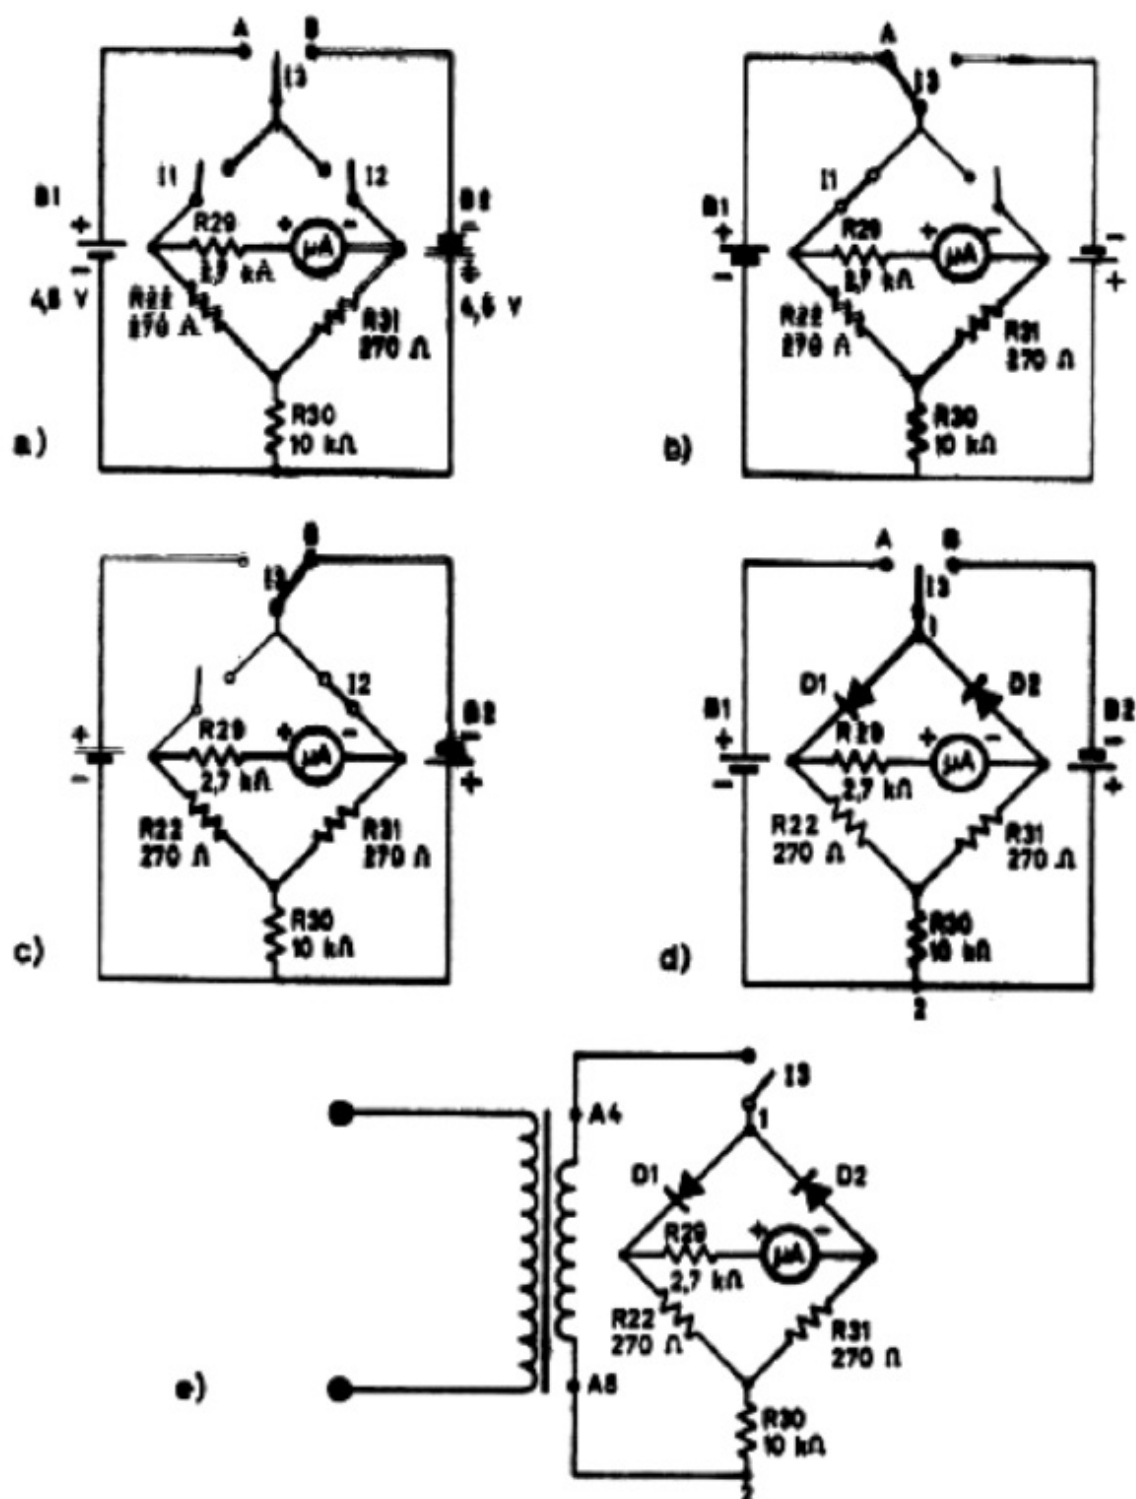 A B
I3
I1 I2
B1 + R29 + - B2 -
µA
- 2,7 kΩ +
4,5 V R22 R31 4,5 V
270 Ω 270 Ω
R30
10 kΩ
a)
A
I3
I1
B1 + R29 + - -
µA
- 2,7 kΩ +
R22 R31
270 Ω 270 Ω
R30
10 kΩ
b)
B
I3
I2
+ R29 + - B2 -
µA
- 2,7 kΩ +
R22 R31
270 Ω 270 Ω
R30
10 kΩ
c)
A B
I3
1
D1 D2
B1 + R29 + - B2 -
µA
- 2,7 kΩ +
R22 R31
270 Ω 270 Ω
R30
10 kΩ
d)
2
I3
A4 1
D1 D2
R29 + -
µA
2,7 kΩ
R22 R31
270 Ω 270 Ω
e)
R30
10 kΩ
2